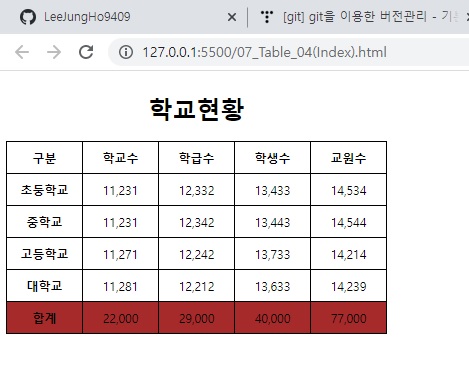 LeeJungHo9409
[git] git을 이용한 버전관리 - 기
127.0.0.1:5500/07_Table_04(Index).html
학교현황
구분 학교수 학급수 학생수 교원수
초등학교 11,231 12,332 13,433 14,534
중학교 11,231 12,342 13,443 14,544
고등학교 11,271 12,242 13,733 14,214
대학교 11,281 12,212 13,633 14,239
합계 22,000 29,000 40,000 77,000